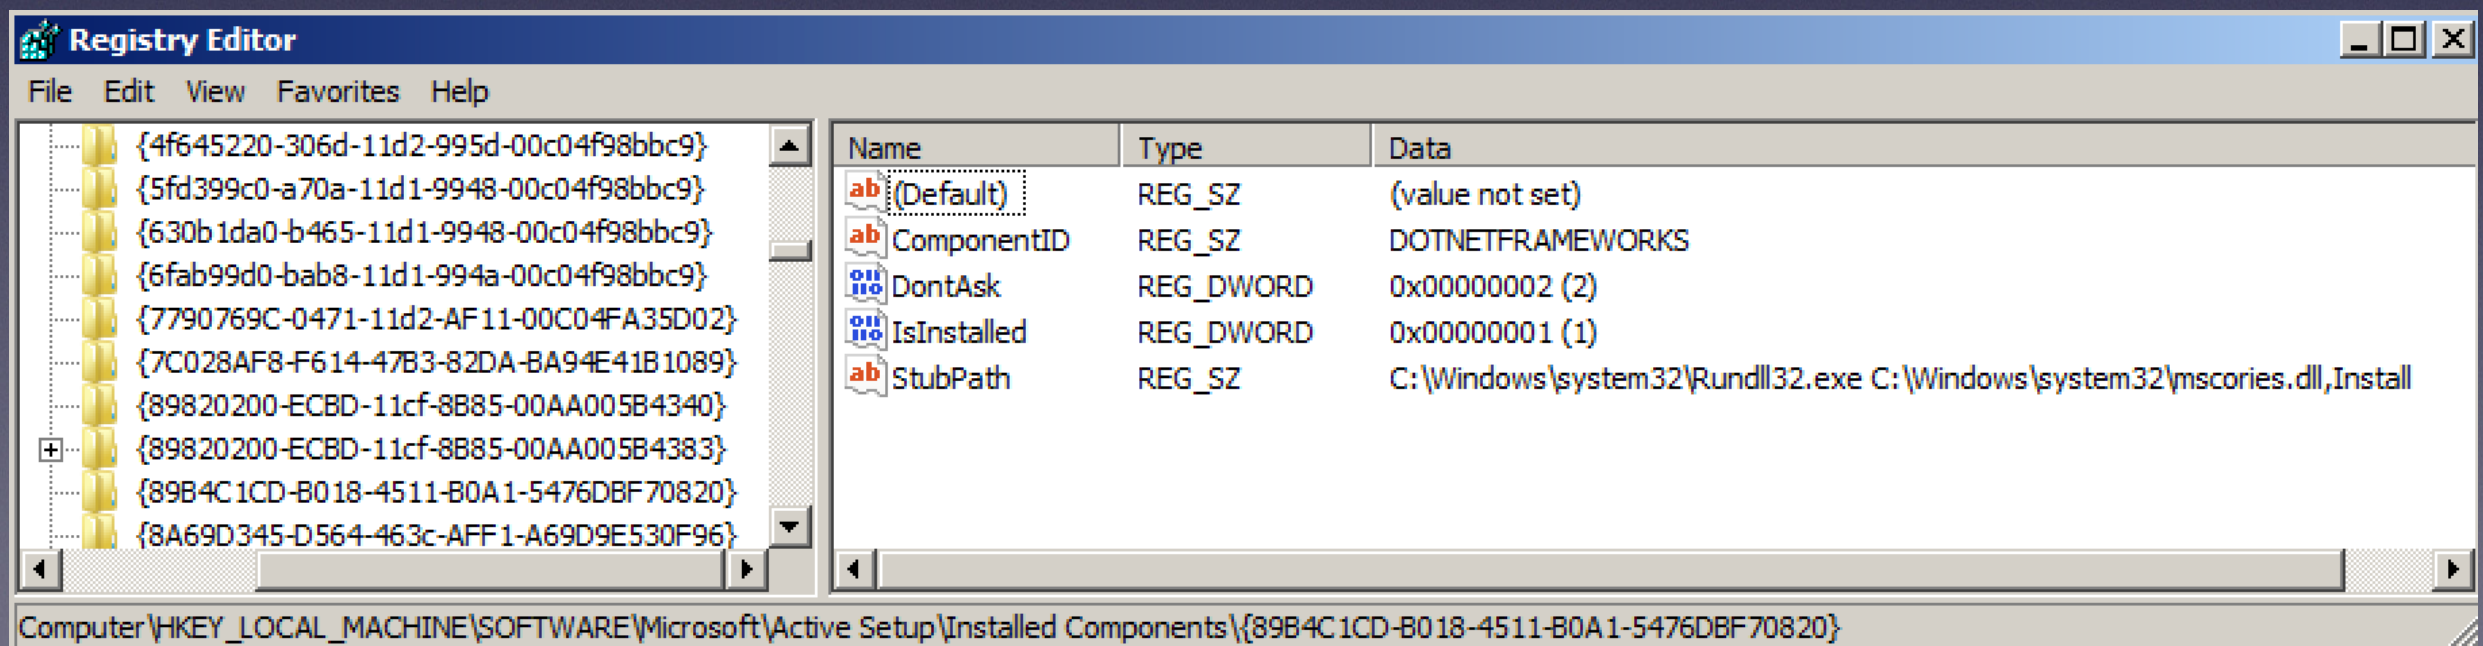 Registry Editor
File Edit View Favorites Help
{4f645220-306d-11d2-995d-00c04f98bbc9}
{5fd399c0-a70a-11d1-9948-00c04f98bbc9}
{630b1da0-b465-11d1-9948-00c04f98bbc9}
{6fab99d0-bab8-11d1-994a-00c04f98bbc9}
{7790769C-0471-11d2-AF11-00C04FA35D02}
{7C028AF8-F614-47B3-82DA-BA94E41B1089}
{89820200-ECBD-11cf-8B85-00AA005B4340}
{89820200-ECBD-11cf-8B85-00AA005B4383}
{89B4C1CD-B018-4511-B0A1-5476DBF70820}
{8A69D345-D564-463c-AFF1-A69D9E530F96}
Name Type Data
(Default) REG_SZ (value not set)
ComponentID REG_SZ DOTNETFRAMEWORKS
DontAsk REG_DWORD 0x00000002 (2)
IsInstalled REG_DWORD 0x00000001 (1)
StubPath REG_SZ C:\Windows\system32\Rundll32.exe C:\Windows\system32\mscories.dll,Install
Computer\HKEY_LOCAL_MACHINE\SOFTWARE\Microsoft\Active Setup\Installed Components\{89B4C1CD-B018-4511-B0A1-5476DBF70820}